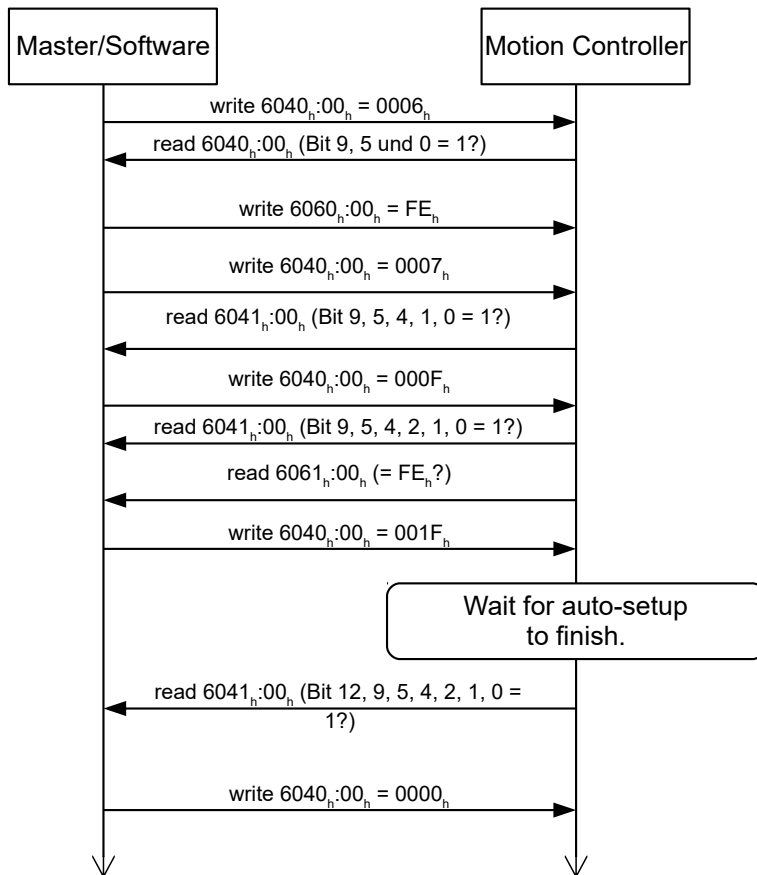 Master/Software
Motion Controller
write 6040h:00h = 0006h
read 6040h:00h (Bit 9, 5 und 0 = 1?)
write 6060h:00h = FEh
write 6040h:00h = 0007h
read 6041h:00h (Bit 9, 5, 4, 1, 0 = 1?)
write 6040h:00h = 000Fh
read 6041h:00h (Bit 9, 5, 4, 2, 1, 0 = 1?)
read 6061h:00h (= FEh?)
write 6040h:00h = 001Fh
Wait for auto-setup
to finish.
read 6041h:00h (Bit 12, 9, 5, 4, 2, 1, 0 =
1?)
write 6040h:00h = 0000h